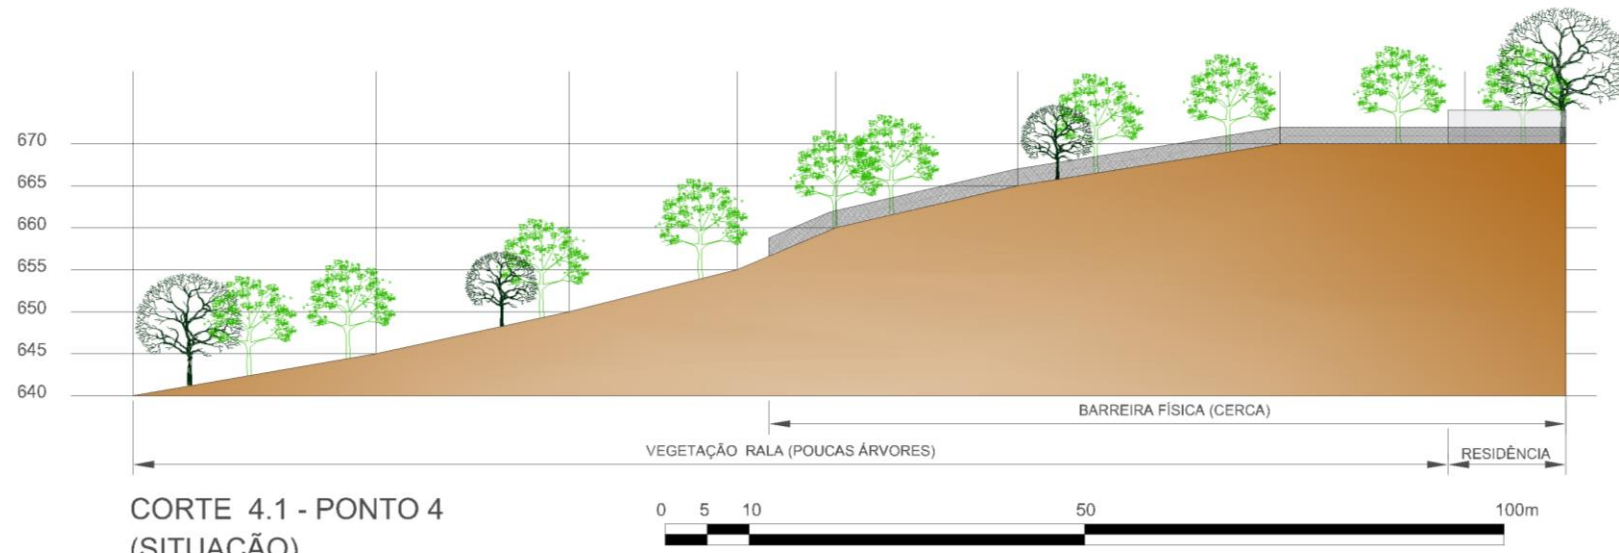 670
665
660
655
650
645
640
BARREIRA FÍSICA (CERCA)
VEGETAÇÃO RALA (POUCAS ÁRVORES)
RESIDÊNCIA
CORTE 4.1 - PONTO 4
(SITUAÇÃO)
0 5 10 50 100m